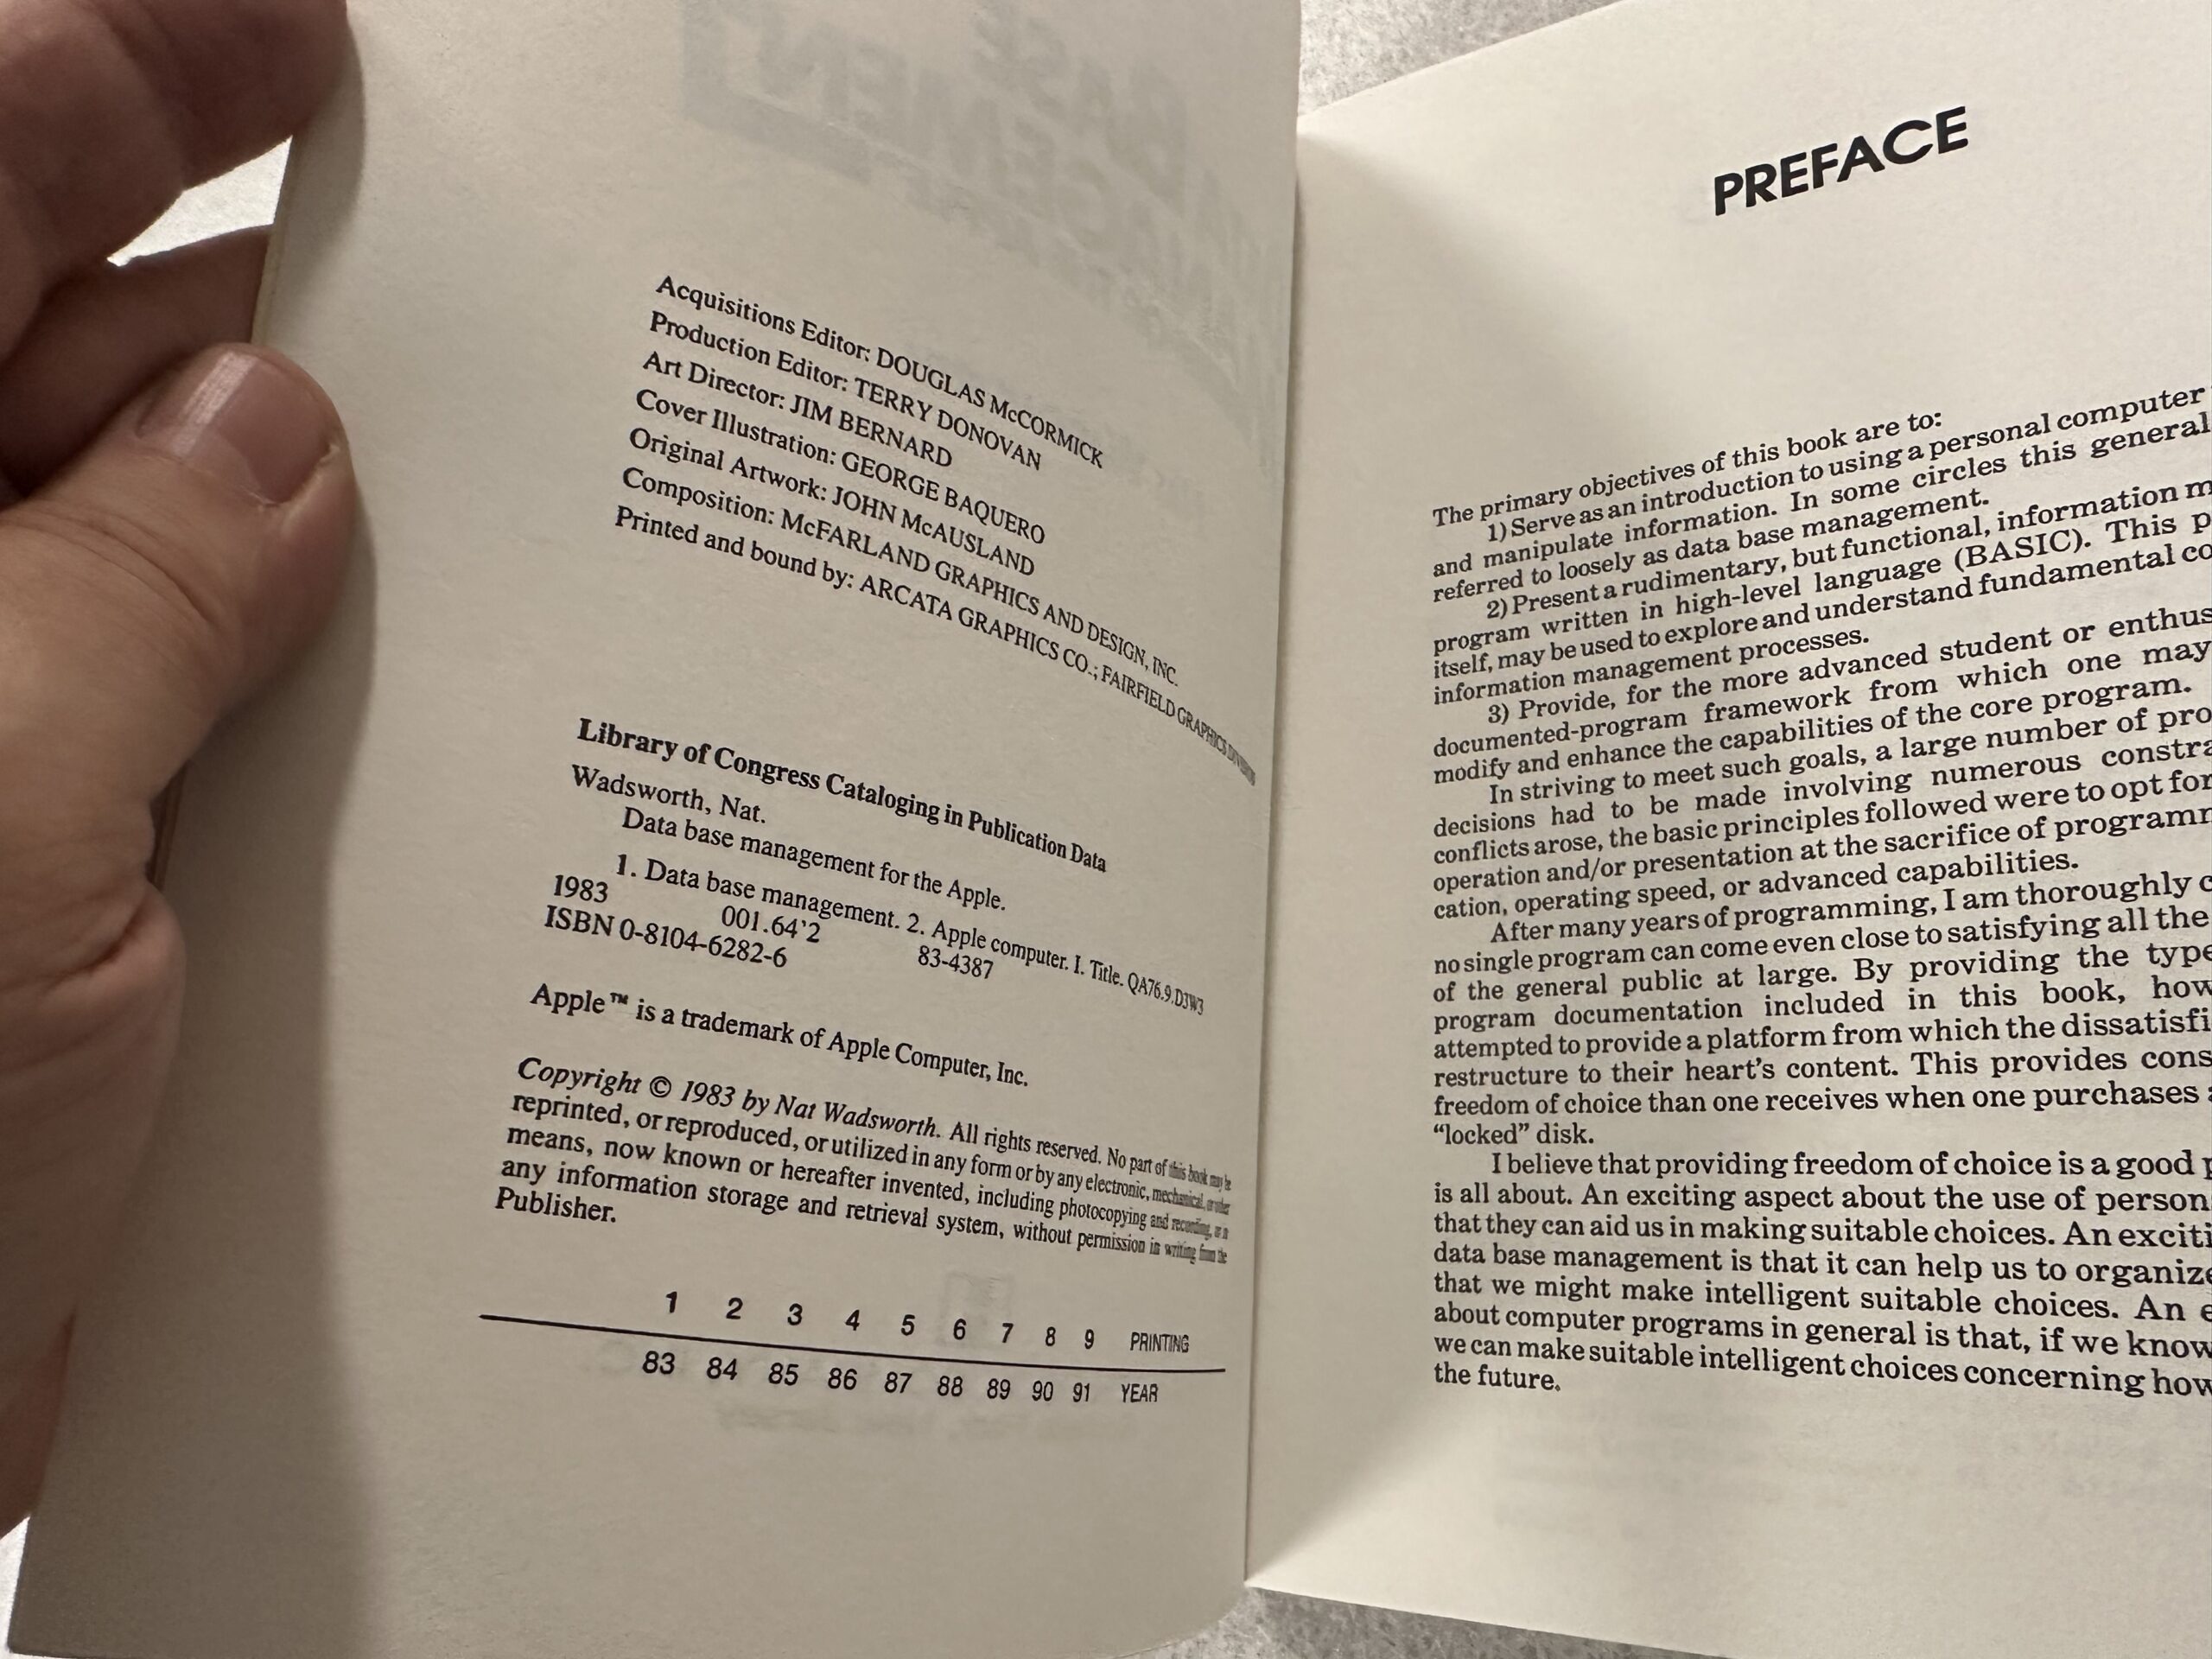 Acquisitions Editor: DOUGLAS McCORMICK
Production Editor: TERRY DONOVAN
Art Director: JIM BERNARD
Cover Illustration: GEORGE BAQUERO
Original Artwork: JOHN McAUSLAND
Composition: McFARLAND GRAPHICS AND DESIGN, INC.
Printed and bound by: ARCATA GRAPHICS CO.; FAIRFIELD GRAPHICS DIVISION
Library of Congress Cataloging in Publication Data
Wadsworth, Nat.
Data base management for the Apple.
1. Data base management. 2. Apple computer. I. Title. QA76.9.D3W3
1983 001.64'2 83-4387
ISBN 0-8104-6282-6
Apple™ is a trademark of Apple Computer, Inc.
Copyright © 1983 by Nat Wadsworth. All rights reserved. No part of this book may be
reprinted, or reproduced, or utilized in any form or by any electronic, mechanical, or other
means, now known or hereafter invented, including photocopying and recording, or in
any information storage and retrieval system, without permission in writing from the
Publisher.
1 2 3 4 5 6 7 8 9 PRINTING
83 84 85 86 87 88 89 90 91 YEAR
PREFACE
The primary objectives of this book are to:
1) Serve as an introduction to using a personal computer
and manipulate information. In some circles this general
referred to loosely as data base management.
2) Present a rudimentary, but functional, information m
program written in high-level language (BASIC). This p
itself, may be used to explore and understand fundamental co
information management processes.
3) Provide, for the more advanced student or enthus
documented-program framework from which one may
modify and enhance the capabilities of the core program.
In striving to meet such goals, a large number of pro
decisions had to be made involving numerous constra
conflicts arose, the basic principles followed were to opt for
operation and/or presentation at the sacrifice of programm
cation, operating speed, or advanced capabilities.
After many years of programming, I am thoroughly c
no single program can come even close to satisfying all the
of the general public at large. By providing the type
program documentation included in this book, how
attempted to provide a platform from which the dissatisfi
restructure to their heart's content. This provides cons
freedom of choice than one receives when one purchases a
“locked” disk.
I believe that providing freedom of choice is a good p
is all about. An exciting aspect about the use of person
that they can aid us in making suitable choices. An exciti
data base management is that it can help us to organize
that we might make intelligent suitable choices. An e
about computer programs in general is that, if we know
we can make suitable intelligent choices concerning how
the future.